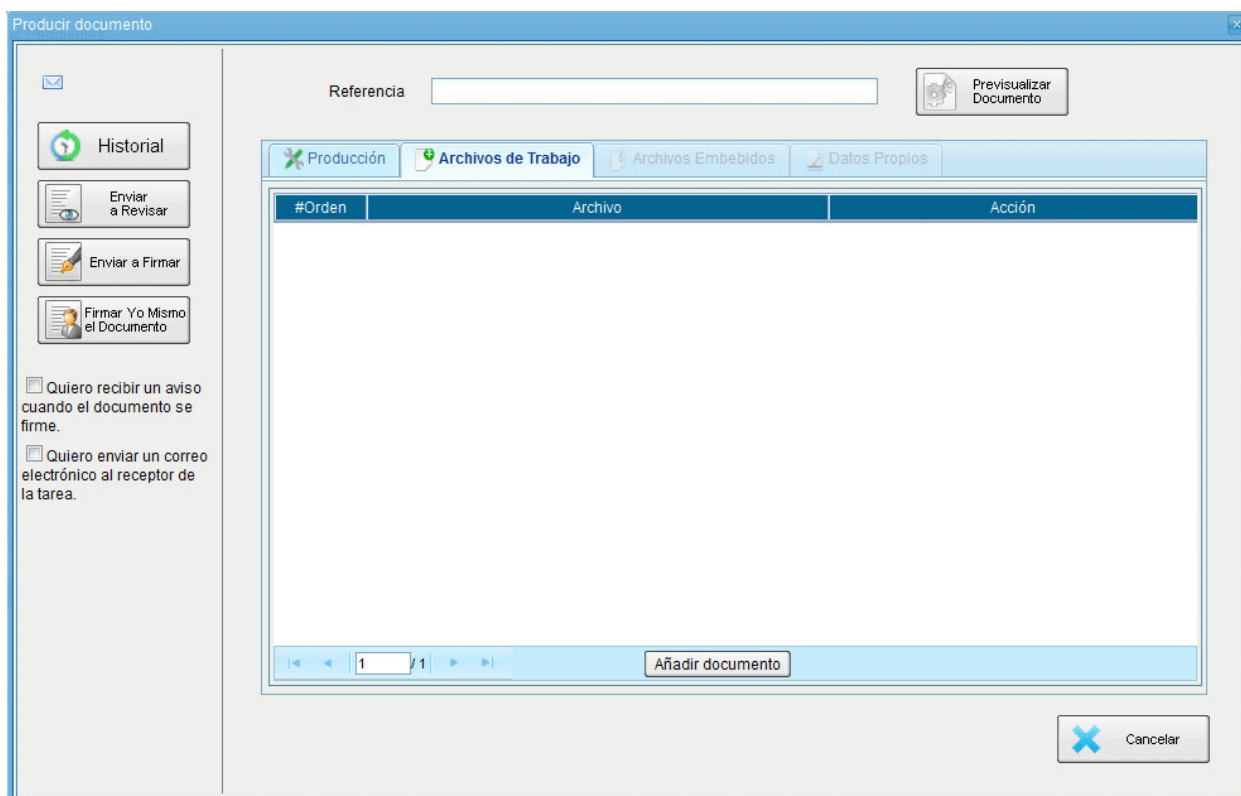 Producir documento
Referencia
Previsualizar
Documento
Historial
Enviar
a Revisar
Enviar a Firmar
Firmar Yo Mismo
el Documento
Quiero recibir un aviso
cuando el documento se
firme.
Quiero enviar un correo
electrónico al receptor de
la tarea.
Producción
Archivos de Trabajo
Archivos Embebidos
Datos Propios
#Orden Archivo Acción
1 / 1
Añadir documento
Cancelar